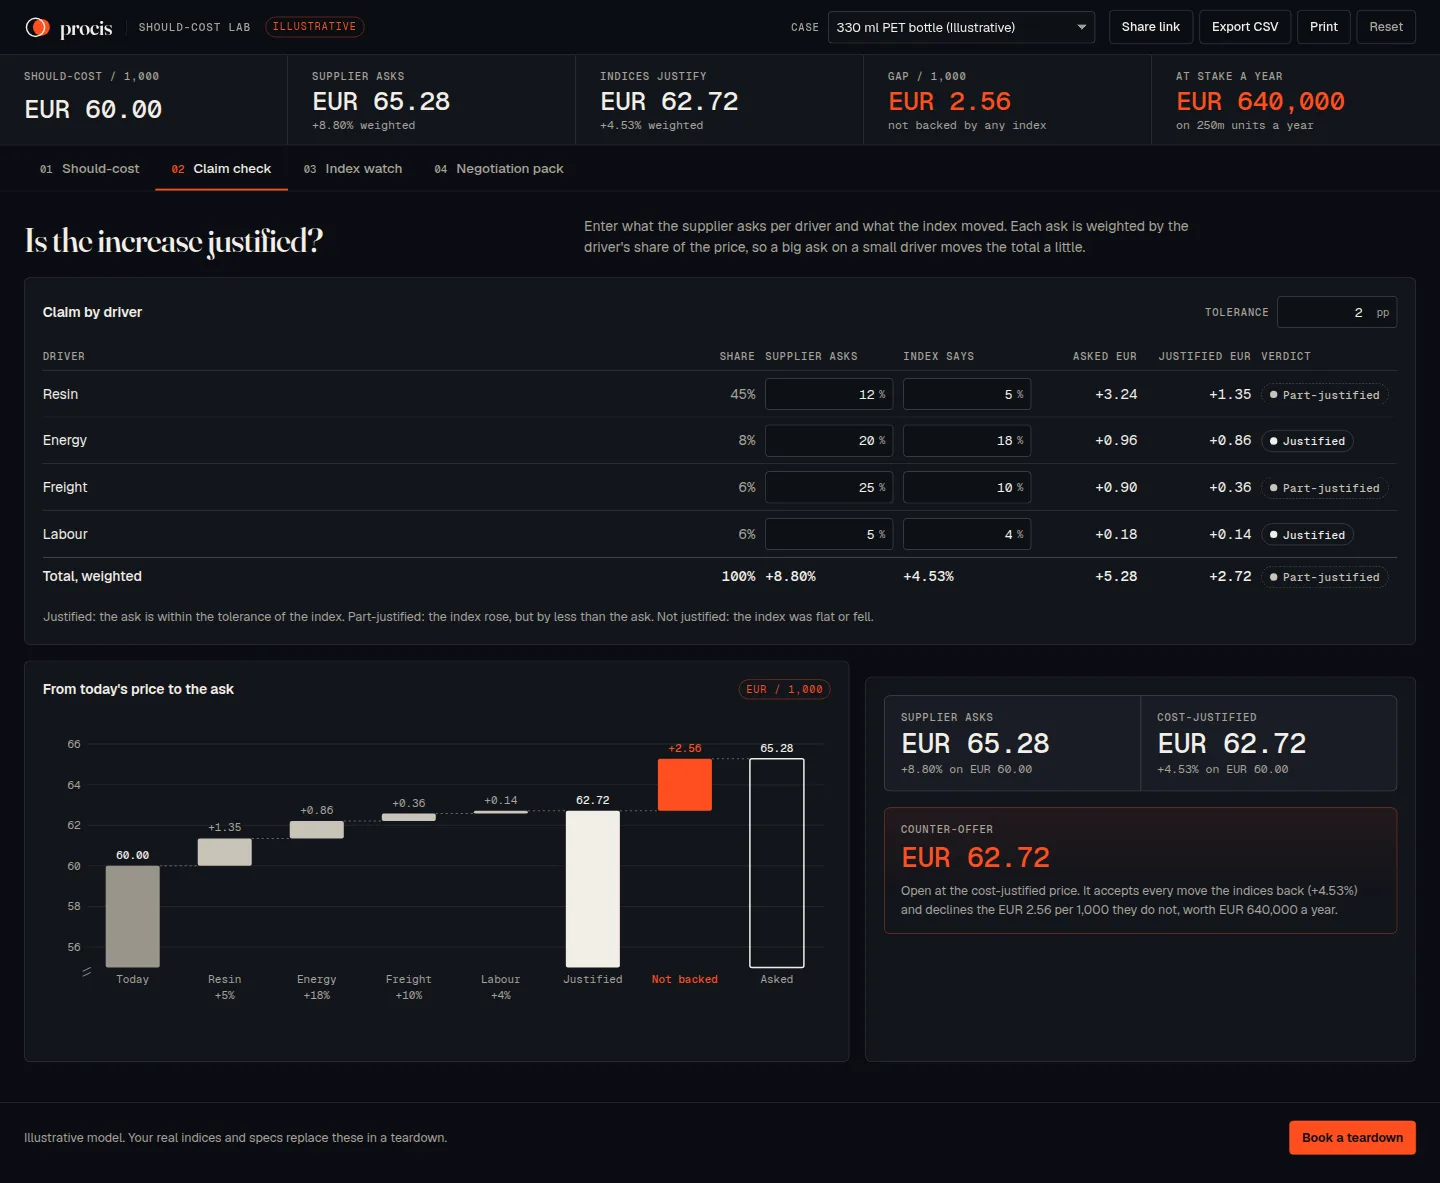 procis
SHOULD-COST LAB
ILLUSTRATIVE
CASE
330 ml PET bottle (Illustrative)
Share link
Export CSV
Print
Reset
SHOULD-COST / 1,000
EUR 60.00
SUPPLIER ASKS
EUR 65.28
+8.80% weighted
INDICES JUSTIFY
EUR 62.72
+4.53% weighted
GAP / 1,000
EUR 2.56
not backed by any index
AT STAKE A YEAR
EUR 640,000
on 250m units a year
01 Should-cost
02 Claim check
03 Index watch
04 Negotiation pack
Is the increase justified?
Enter what the supplier asks per driver and what the index moved. Each ask is weighted by the
driver's share of the price, so a big ask on a small driver moves the total a little.
Claim by driver
TOLERANCE 2 pp
DRIVER SHARE SUPPLIER ASKS INDEX SAYS ASKED EUR JUSTIFIED EUR VERDICT
Resin 45% 12 % 5 % +3.24 +1.35 Part-justified
Energy 8% 20 % 18 % +0.96 +0.86 Justified
Freight 6% 25 % 10 % +0.90 +0.36 Part-justified
Labour 6% 5 % 4 % +0.18 +0.14 Justified
Total, weighted 100% +8.80% +4.53% +5.28 +2.72 Part-justified
Justified: the ask is within the tolerance of the index. Part-justified: the index rose, but by less than the ask. Not justified: the index was flat or fell.
From today's price to the ask
EUR / 1,000
66
64
62
60
58
56
60.00
+1.35
+0.86
+0.36
+0.14
62.72
+2.56
65.28
Today
Resin
+5%
Energy
+18%
Freight
+10%
Labour
+4%
Justified
Not backed
Asked
SUPPLIER ASKS
EUR 65.28
+8.80% on EUR 60.00
COST-JUSTIFIED
EUR 62.72
+4.53% on EUR 60.00
COUNTER-OFFER
EUR 62.72
Open at the cost-justified price. It accepts every move the indices back (+4.53%)
and declines the EUR 2.56 per 1,000 they do not, worth EUR 640,000 a year.
Illustrative model. Your real indices and specs replace these in a teardown.
Book a teardown